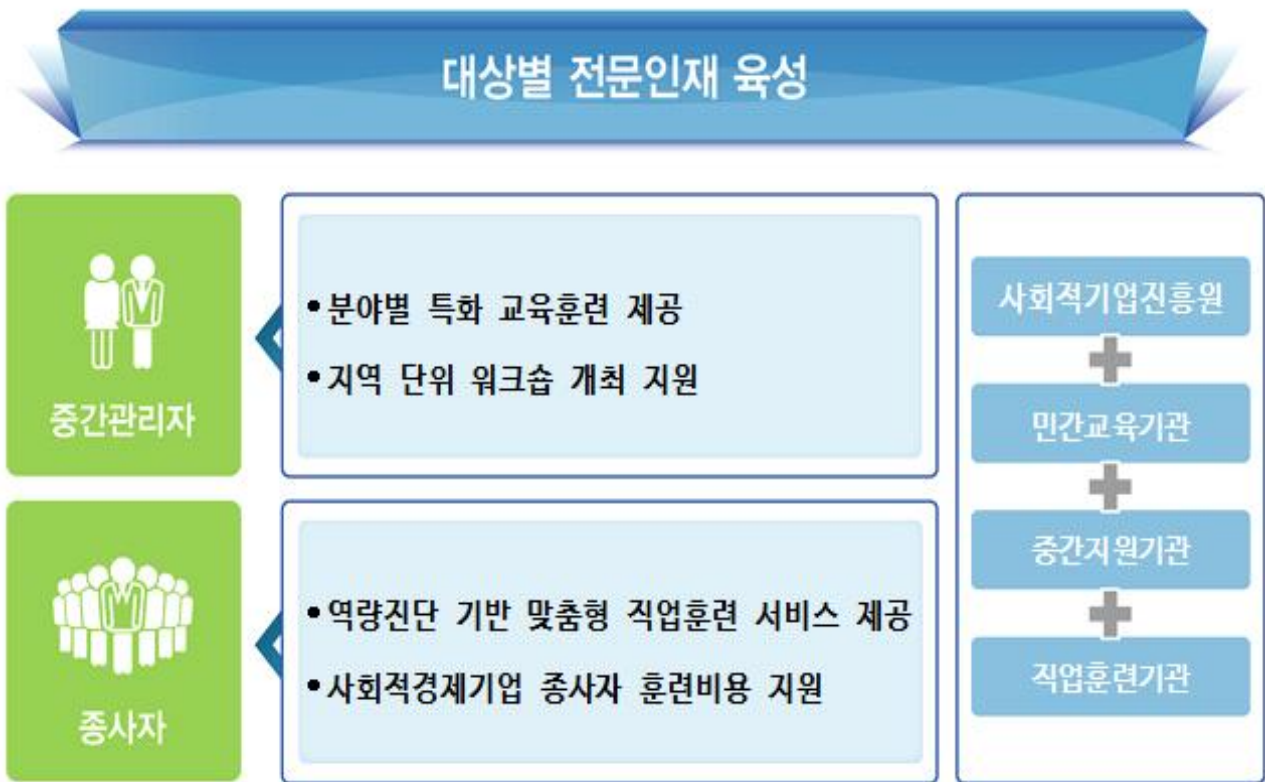 대상별 전문인재 육성
중간관리자
• 분야별 특화 교육훈련 제공
• 지역 단위 워크숍 개최 지원
종사자
• 역량진단 기반 맞춤형 직업훈련 서비스 제공
• 사회적경제기업 종사자 훈련비용 지원
사회적기업진흥원
민간교육기관
중간지원기관
직업훈련기관